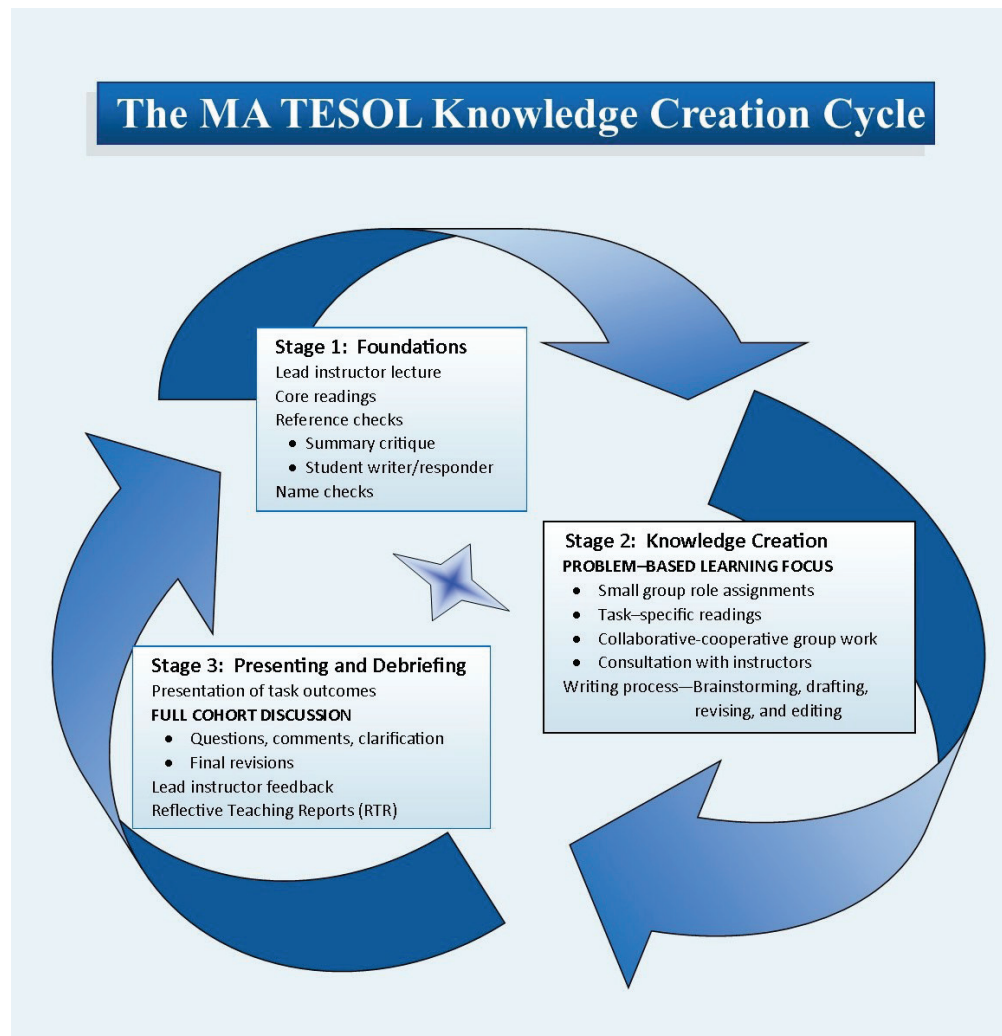 The MA TESOL Knowledge Creation Cycle
Stage 1: Foundations
Lead instructor lecture
Core readings
Reference checks
• Summary critique
• Student writer/responder
Name checks
Stage 2: Knowledge Creation
PROBLEM–BASED LEARNING FOCUS
• Small group role assignments
• Task–specific readings
• Collaborative-cooperative group work
• Consultation with instructors
Writing process—Brainstorming, drafting,
revising, and editing
Stage 3: Presenting and Debriefing
Presentation of task outcomes
FULL COHORT DISCUSSION
• Questions, comments, clarification
• Final revisions
Lead instructor feedback
Reflective Teaching Reports (RTR)